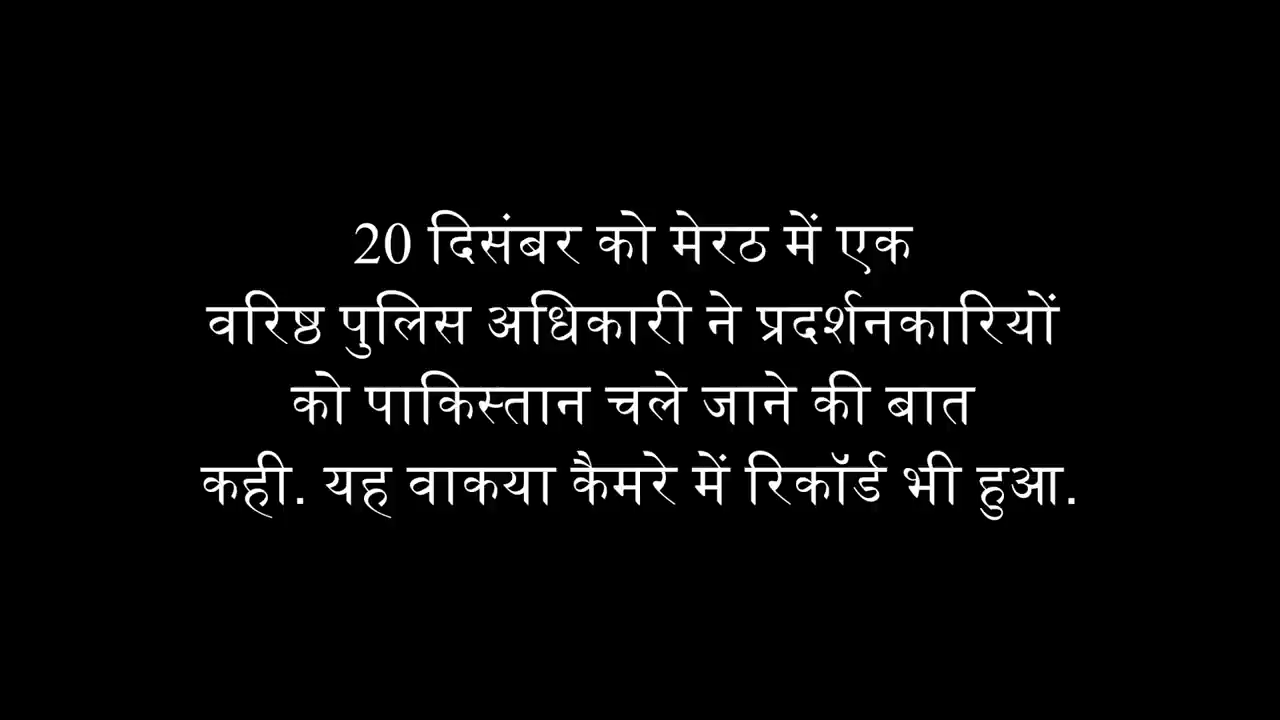 20 दिसंबर को मेरठ में एक
वरिष्ठ पुलिस अधिकारी ने प्रदर्शनकारियों
को पाकिस्तान चले जाने की बात
कही. यह वाकया कैमरे में रिकॉर्ड भी हुआ.